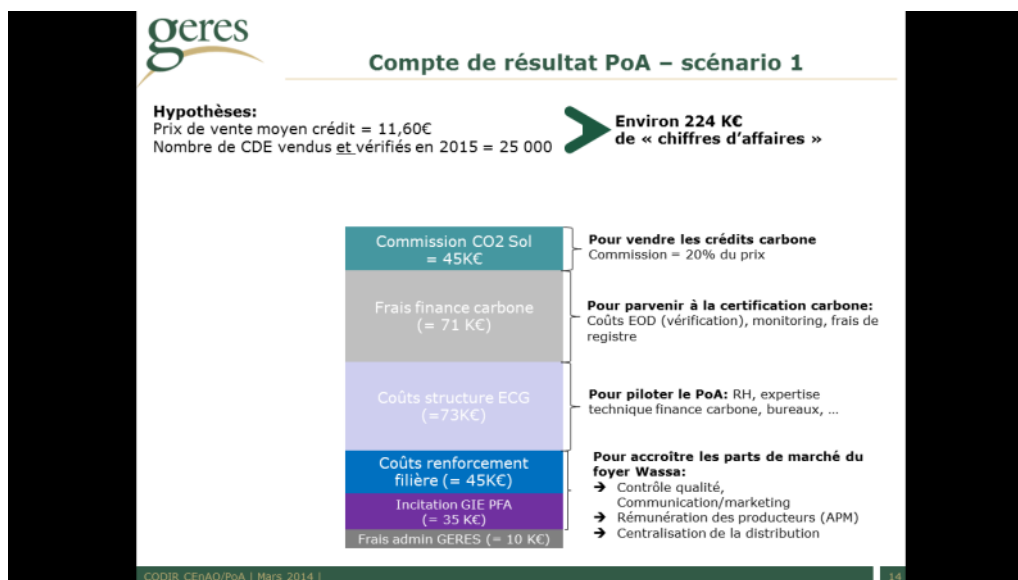 geres
Compte de résultat PoA – scénario 1
Hypothèses:
Prix de vente moyen crédit = 11,60€
Nombre de CDE vendus et vérifiés en 2015 = 25 000
Environ 224 K€
de « chiffres d'affaires »
Commission CO2 Sol
= 45K€
Pour vendre les crédits carbone
Commission = 20% du prix
Frais finance carbone
(= 71 K€)
Pour parvenir à la certification carbone:
Coûts EOD (vérification), monitoring, frais de
registre
Coûts structure ECG
(=73K€)
Pour piloter le PoA: RH, expertise
technique finance carbone, bureaux, …
Coûts renforcement
filière (= 45K€)
Incitation GIE PFA
(= 35 K€)
Frais admin GERES (= 10 K€)
Pour accroître les parts de marché du
foyer Wassa:
➔ Contrôle qualité,
Communication/marketing
➔ Rémunération des producteurs (APM)
➔ Centralisation de la distribution
CODIR CEnAO/PoA | Mars 2014 |
14